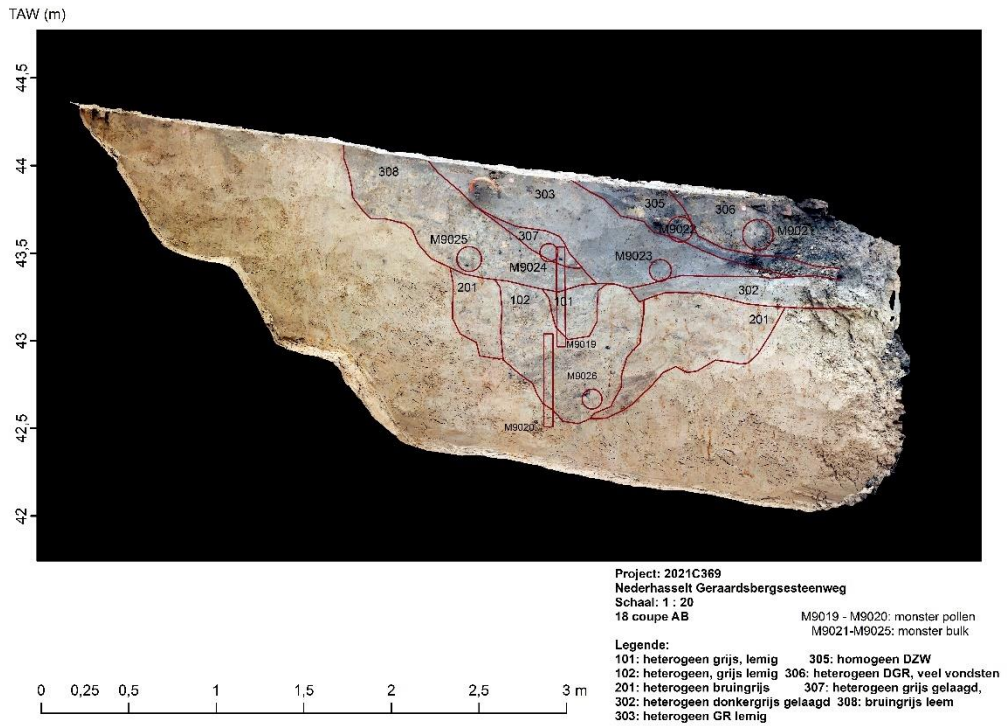 TAW (m)
44,5
44
43,5
43
42,5
42
308
303
305
306
M9022
M9021
307
M9025
M9024
M9023
302
201
102
101
201
M9019
M9026
M9020
0 0,25 0,5 1 1,5 2 2,5 3 m
Project: 2021C369
Nederhasselt Geraardsbergsesteenweg
Schaal: 1 : 20
18 coupe AB
M9019 - M9020: monster pollen
M9021-M9025: monster bulk
Legende:
101: heterogeen grijs, lemig 305: homogeen DZW
102: heterogeen, grijs lemig 306: heterogeen DGR, veel vondsten
201: heterogeen bruingrijs 307: heterogeen grijs gelaagd,
302: heterogeen donkergrijs gelaagd 308: bruingrijs leem
303: heterogeen GR lemig